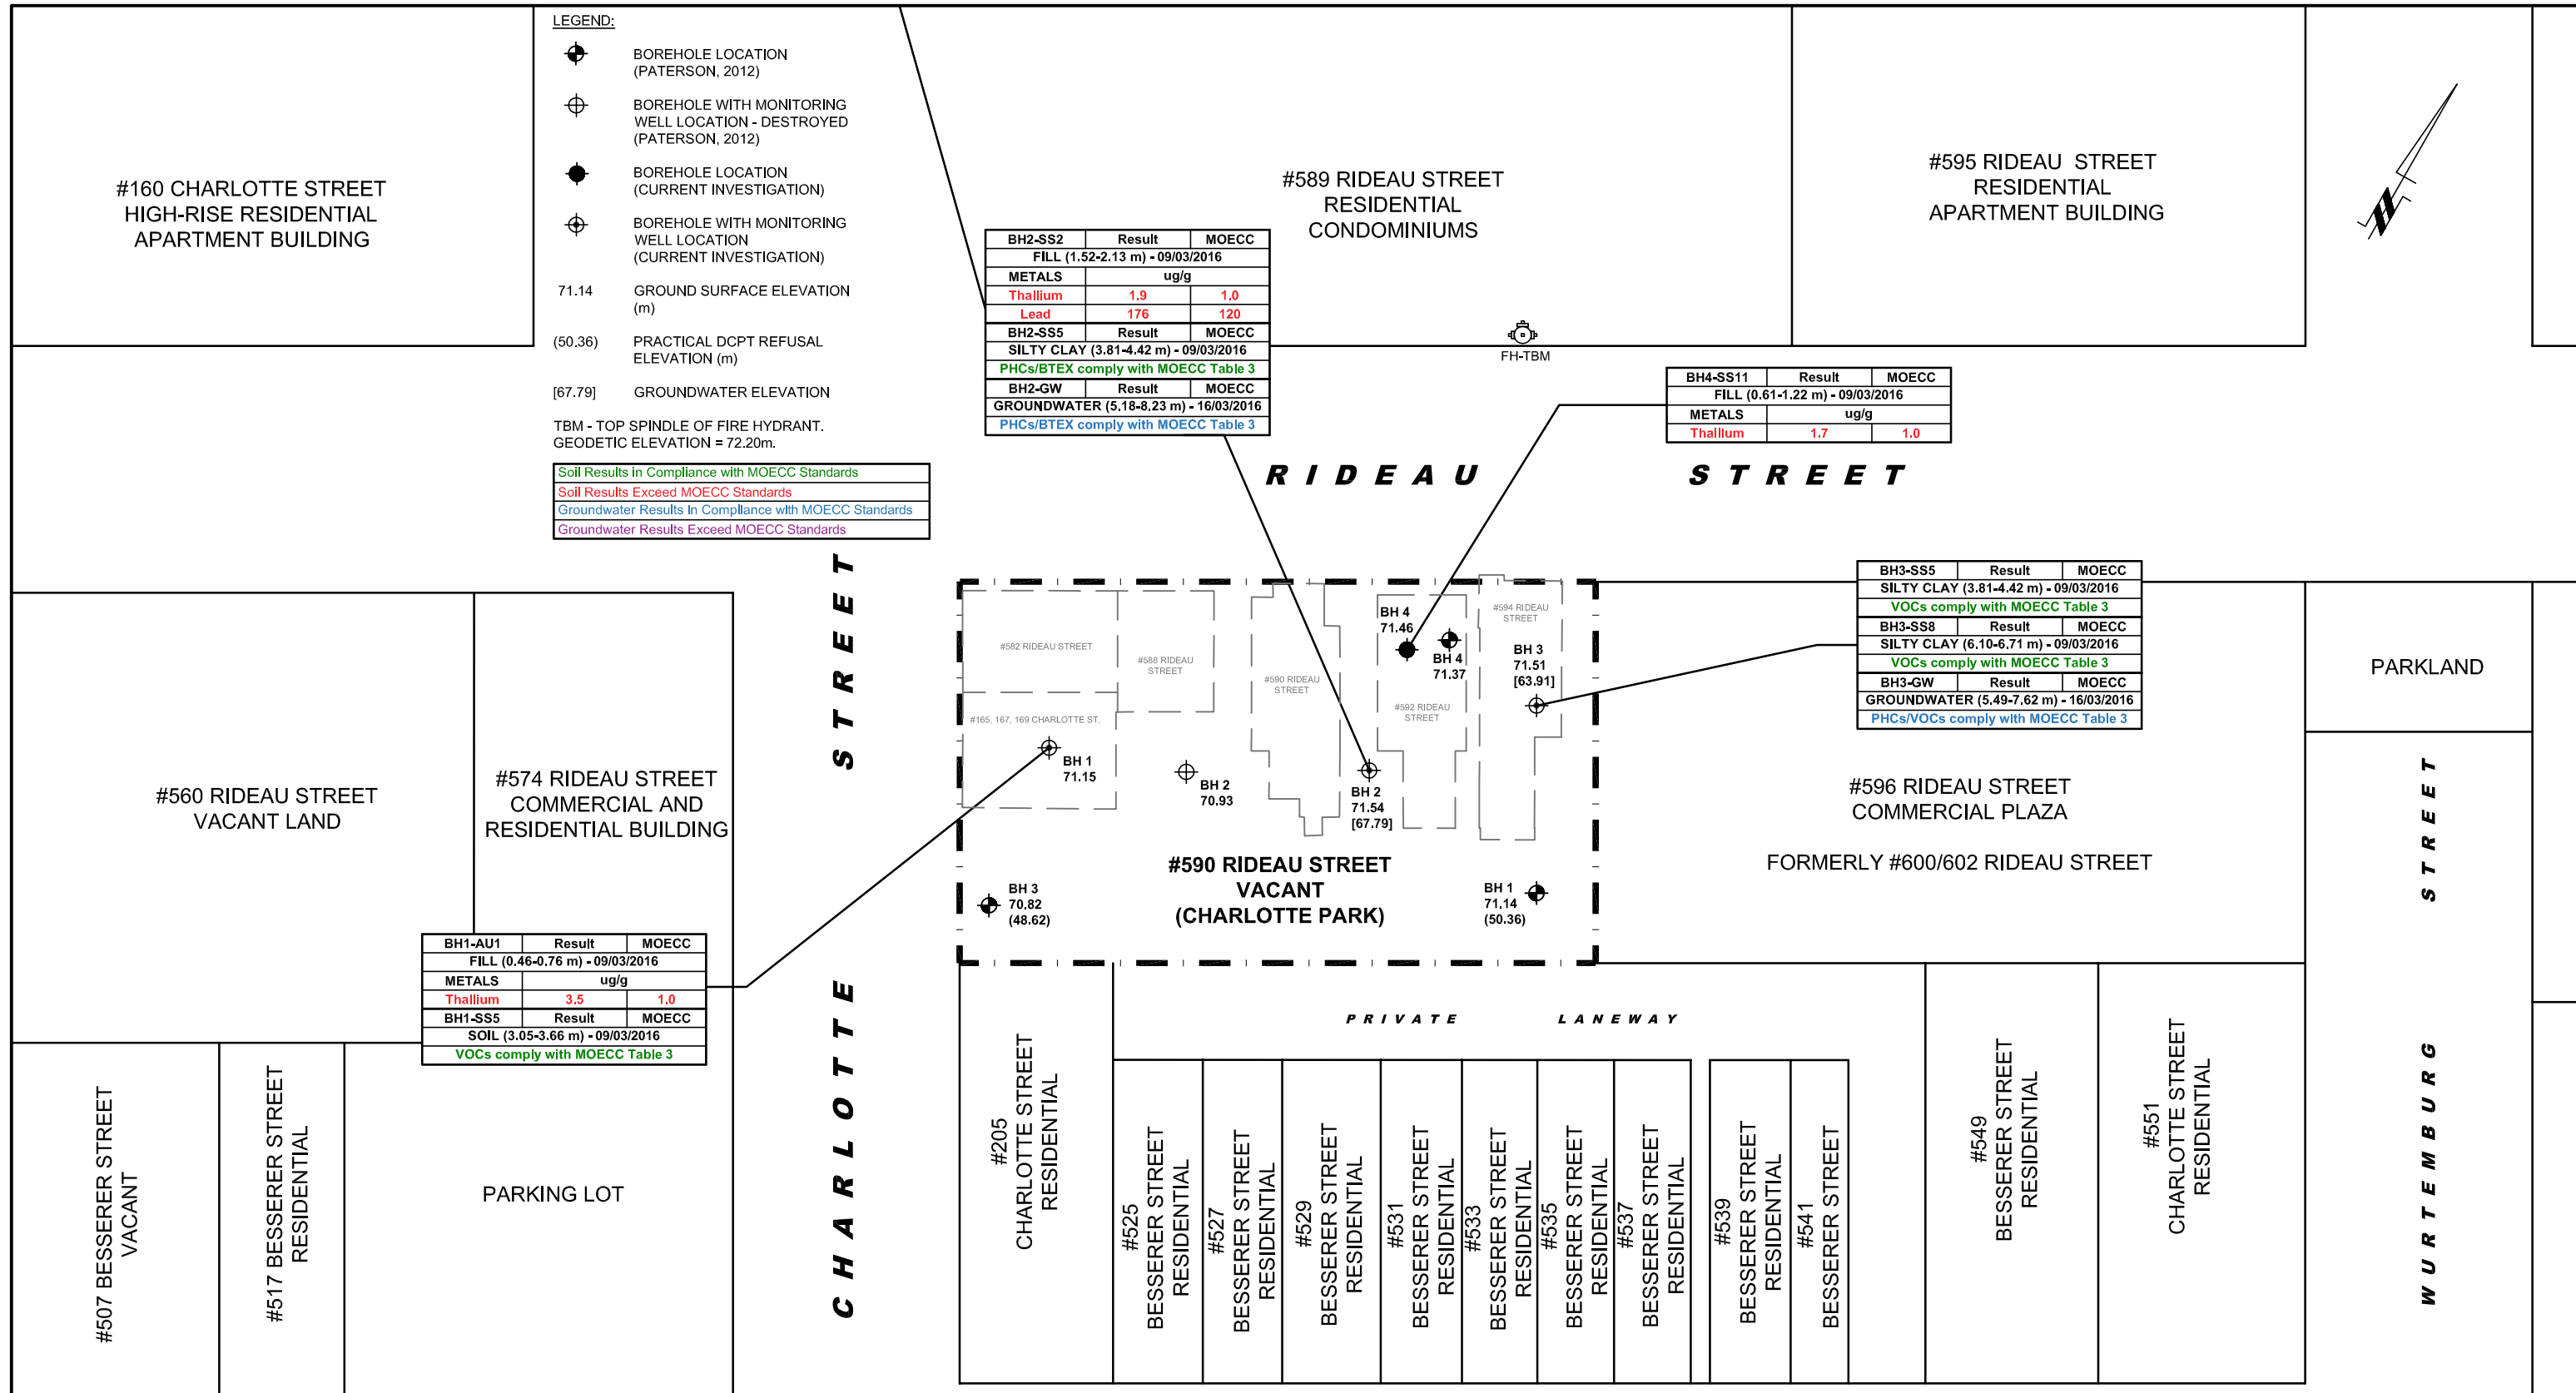 LEGEND:
BOREHOLE LOCATION
(PATERSON, 2012)
BOREHOLE WITH MONITORING
WELL LOCATION - DESTROYED
(PATERSON, 2012)
BOREHOLE LOCATION
(CURRENT INVESTIGATION)
BOREHOLE WITH MONITORING
WELL LOCATION
(CURRENT INVESTIGATION)
71.14 GROUND SURFACE ELEVATION
(m)
(50.36) PRACTICAL DCPT REFUSAL
ELEVATION (m)
[67.79] GROUNDWATER ELEVATION
TBM - TOP SPINDLE OF FIRE HYDRANT.
GEODETIC ELEVATION = 72.20m.
Soil Results in Compliance with MOECC Standards
Soil Results Exceed MOECC Standards
Groundwater Results in Compliance with MOECC Standards
Groundwater Results Exceed MOECC Standards
#160 CHARLOTTE STREET
HIGH-RISE RESIDENTIAL
APARTMENT BUILDING
#589 RIDEAU STREET
RESIDENTIAL
CONDOMINIUMS
#595 RIDEAU STREET
RESIDENTIAL
APARTMENT BUILDING
BH2-SS2 Result MOECC
FILL (1.52-2.13 m) - 09/03/2016
METALS ug/g
Thallium 1.9 1.0
Lead 176 120
BH2-SS5 Result MOECC
SILTY CLAY (3.81-4.42 m) - 09/03/2016
PHCs/BTEX comply with MOECC Table 3
BH2-GW Result MOECC
GROUNDWATER (5.18-8.23 m) - 16/03/2016
PHCs/BTEX comply with MOECC Table 3
FH-TBM
BH4-SS11 Result MOECC
FILL (0.61-1.22 m) - 09/03/2016
METALS ug/g
Thallium 1.7 1.0
RIDEAU STREET
BH3-SS5 Result MOECC
SILTY CLAY (3.81-4.42 m) - 09/03/2016
VOCs comply with MOECC Table 3
BH3-SS8 Result MOECC
SILTY CLAY (6.10-6.71 m) - 09/03/2016
VOCs comply with MOECC Table 3
BH3-GW Result MOECC
GROUNDWATER (5.49-7.62 m) - 16/03/2016
PHCs/VOCs comply with MOECC Table 3
#582 RIDEAU STREET
#588 RIDEAU
STREET
#590 RIDEAU
STREET
#592 RIDEAU
STREET
#594 RIDEAU
STREET
#165, 167, 169 CHARLOTTE ST.
BH 4
71.46
BH 4
71.37
BH 3
71.51
[63.91]
BH 1
71.15
BH 2
70.93
BH 2
71.54
[67.79]
BH 3
70.82
(48.62)
BH 1
71.14
(50.36)
#590 RIDEAU STREET
VACANT
(CHARLOTTE PARK)
#560 RIDEAU STREET
VACANT LAND
#574 RIDEAU STREET
COMMERCIAL AND
RESIDENTIAL BUILDING
#596 RIDEAU STREET
COMMERCIAL PLAZA
FORMERLY #600/602 RIDEAU STREET
PARKLAND
BH1-AU1 Result MOECC
FILL (0.46-0.76 m) - 09/03/2016
METALS ug/g
Thallium 3.5 1.0
BH1-SS5 Result MOECC
SOIL (3.05-3.66 m) - 09/03/2016
VOCs comply with MOECC Table 3
CHARLOTTE STREET
WURTEMBURG STREET
PRIVATE LANEWAY
#507 BESSERER STREET
VACANT
#517 BESSERER STREET
RESIDENTIAL
PARKING LOT
#205
CHARLOTTE STREET
RESIDENTIAL
#525
BESSERER STREET
RESIDENTIAL
#527
BESSERER STREET
RESIDENTIAL
#529
BESSERER STREET
RESIDENTIAL
#531
BESSERER STREET
RESIDENTIAL
#533
BESSERER STREET
RESIDENTIAL
#535
BESSERER STREET
RESIDENTIAL
#537
BESSERER STREET
RESIDENTIAL
#539
BESSERER STREET
RESIDENTIAL
#541
BESSERER STREET
#549
BESSERER STREET
RESIDENTIAL
#551
CHARLOTTE STREET
RESIDENTIAL